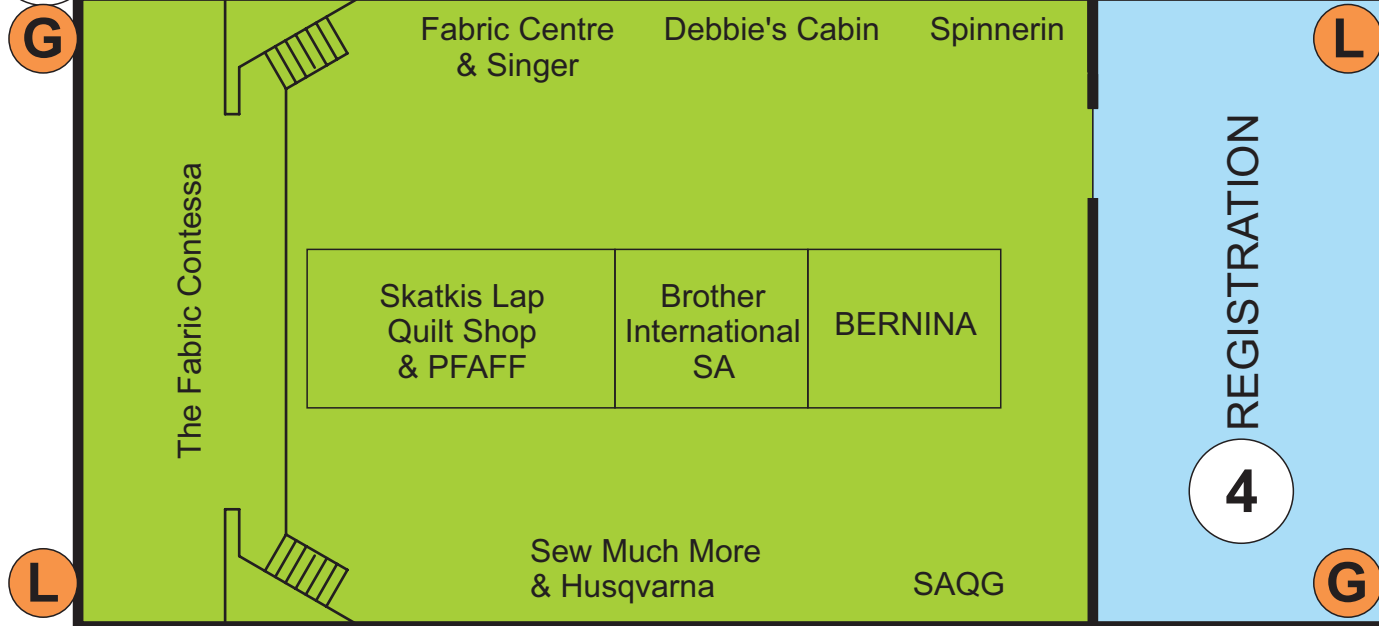 G
Fabric Centre
& Singer
Debbie's Cabin
Spinnerin
L
The Fabric Contessa
Skatkis Lap
Quilt Shop
& PFAFF
Brother
International
SA
BERNINA
REGISTRATION
4
L
Sew Much More
& Husqvarna
SAQG
G